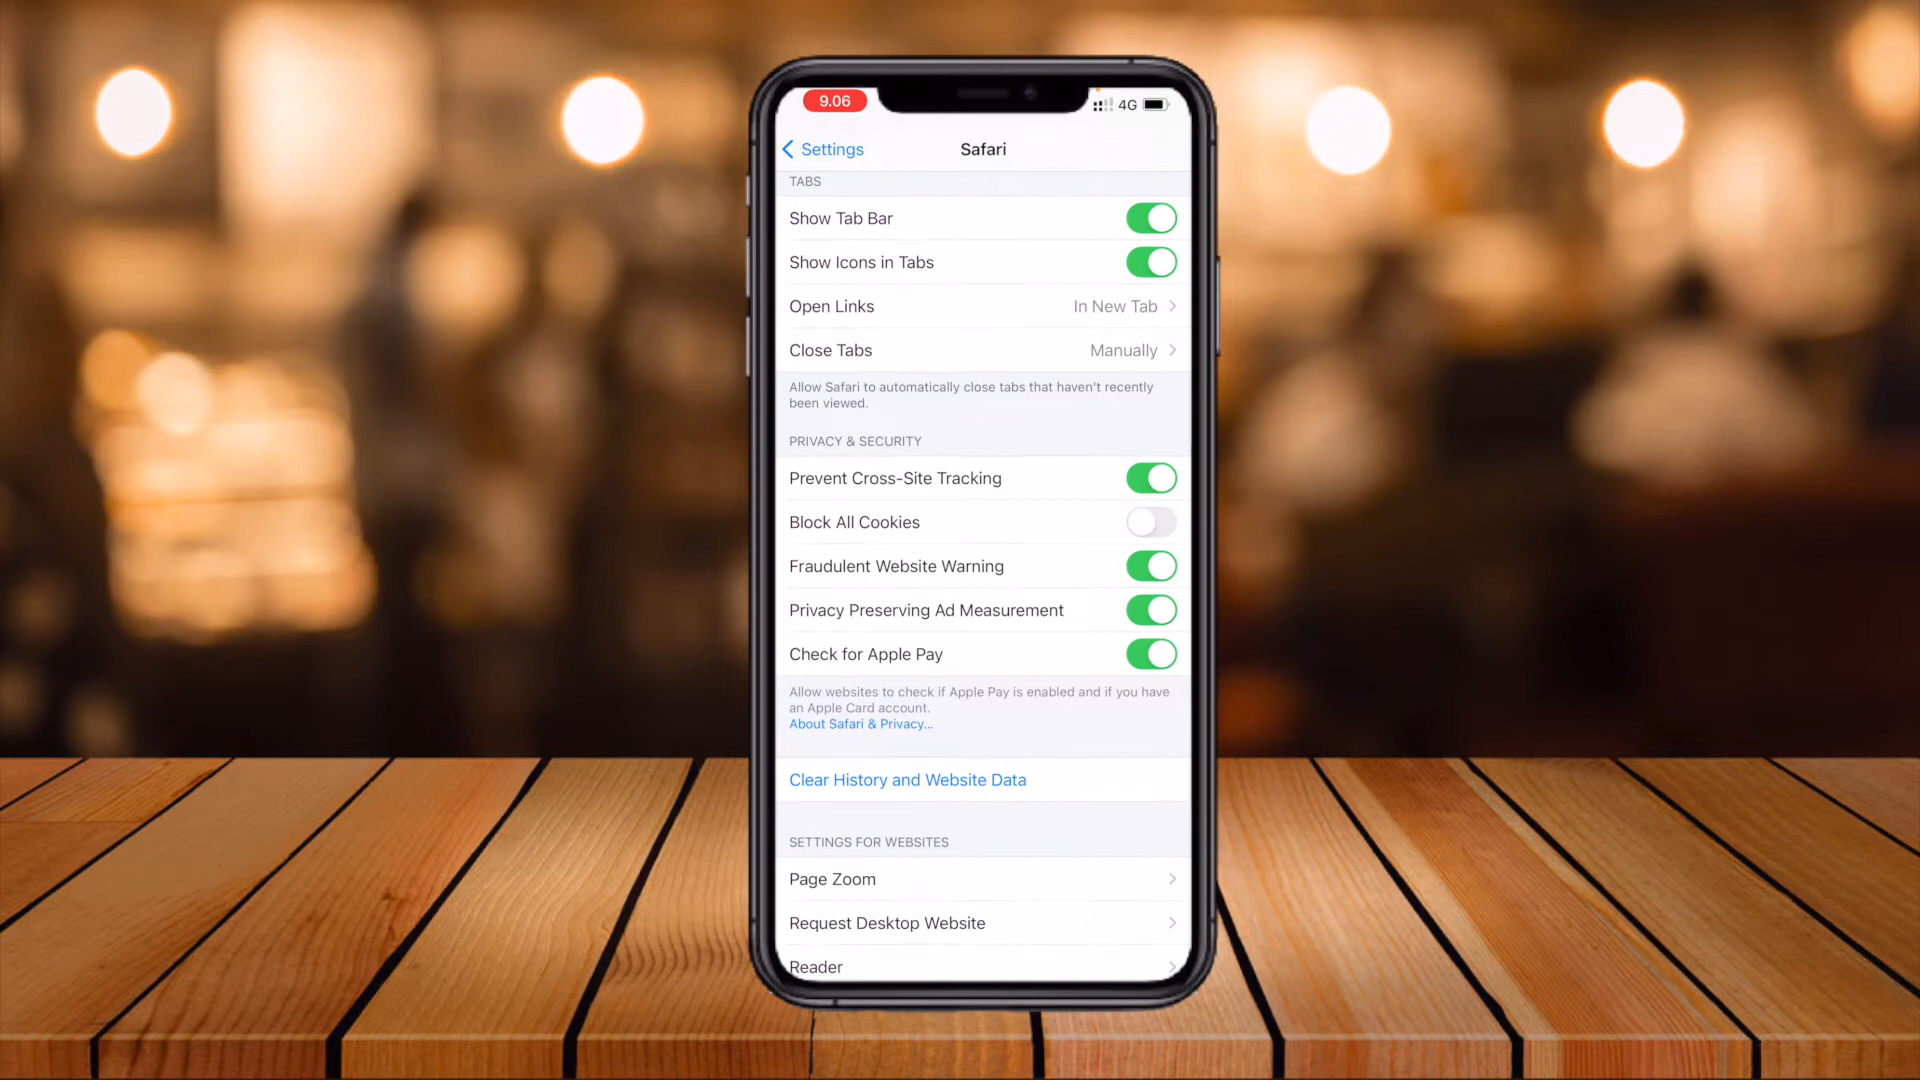 9.06
4G
Settings
Safari
TABS
Show Tab Bar
Show Icons in Tabs
Open Links In New Tab
Close Tabs Manually
Allow Safari to automatically close tabs that haven't recently
been viewed.
PRIVACY & SECURITY
Prevent Cross-Site Tracking
Block All Cookies
Fraudulent Website Warning
Privacy Preserving Ad Measurement
Check for Apple Pay
Allow websites to check if Apple Pay is enabled and if you have
an Apple Card account.
About Safari & Privacy...
Clear History and Website Data
SETTINGS FOR WEBSITES
Page Zoom
Request Desktop Website
Reader